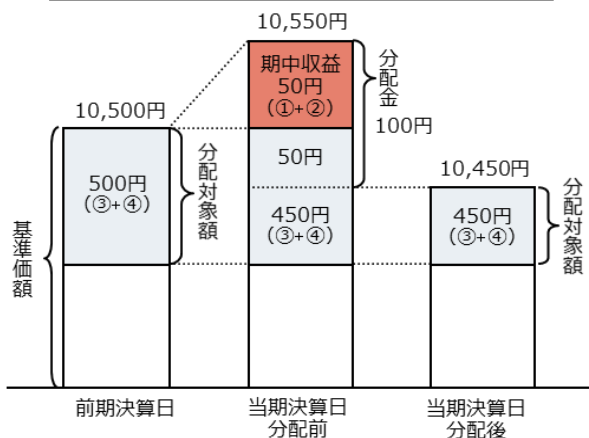 10,550円
期中収益
50円
(①+②)
分配金
100円
50円
450円
(③+④)
10,500円
500円
(③+④)
分配対象額
基準価額
10,450円
450円
(③+④)
分配対象額
前期決算日
当期決算日
分配前
当期決算日
分配後